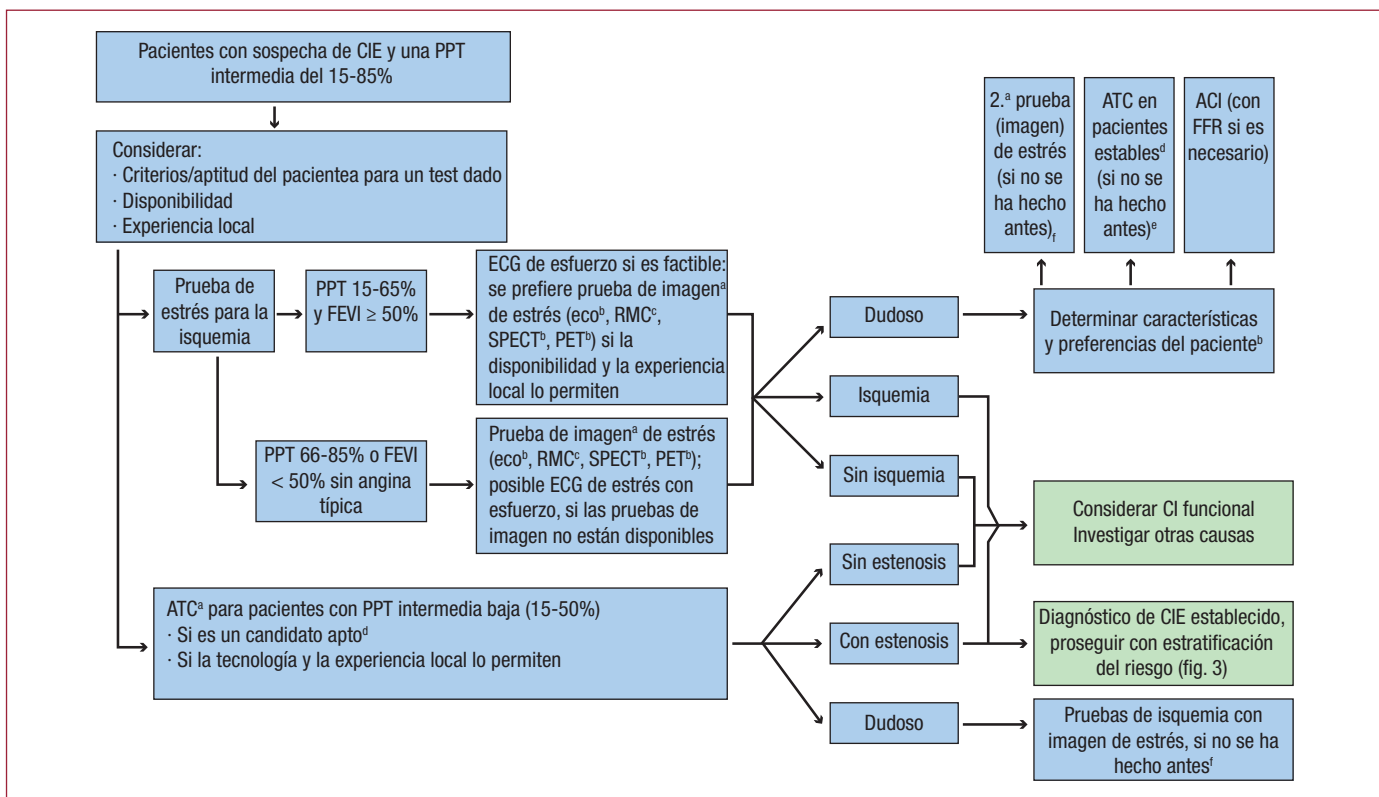 Pacientes con sospecha de CIE y una PPT
intermedia del 15-85%
Considerar:
· Criterios/aptitud del pacientea para un test dado
· Disponibilidad
· Experiencia local
Prueba de
estrés para la
isquemia
PPT 15-65%
y FEVI ≥ 50%
ECG de esfuerzo si es factible:
se prefiere prueba de imagenᵃ
de estrés (ecoᵇ, RMCᶜ,
SPECTᵇ, PETᵇ) si la
disponibilidad y la experiencia
local lo permiten
PPT 66-85% o FEVI
< 50% sin angina
típica
Prueba de imagenᵃ de estrés
(ecoᵇ, RMCᶜ, SPECTᵇ, PETᵇ);
posible ECG de estrés con
esfuerzo, si las pruebas de
imagen no están disponibles
ATCᵃ para pacientes con PPT intermedia baja (15-50%)
· Si es un candidato aptoᵈ
· Si la tecnología y la experiencia local lo permiten
Dudoso
Isquemia
Sin isquemia
Sin estenosis
Con estenosis
Dudoso
2.ª prueba
(imagen)
de estrés
(si no se
ha hecho
antes)f
ATC en
pacientes
establesᵈ
(si no se
ha hecho
antes)ᵉ
ACI (con
FFR si es
necesario)
Determinar características
y preferencias del pacienteᵇ
Considerar CI funcional
Investigar otras causas
Diagnóstico de CIE establecido,
proseguir con estratificación
del riesgo (fig. 3)
Pruebas de isquemia con
imagen de estrés, si no se ha
hecho antesᶠ